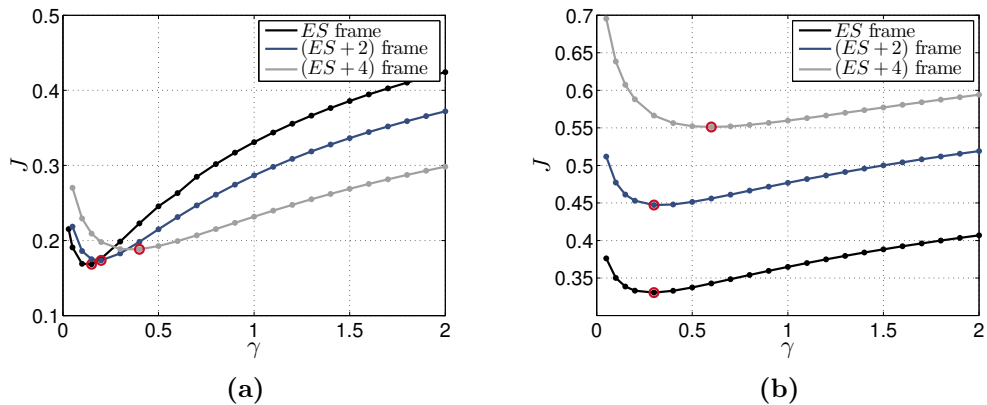 0.5
0.4
0.3
0.2
0.1
J
0
0.5
1
1.5
2
γ
ES frame
(ES + 2) frame
(ES + 4) frame
(a)
0.7
0.65
0.6
0.55
0.5
0.45
0.4
0.35
J
0
0.5
1
1.5
2
γ
ES frame
(ES + 2) frame
(ES + 4) frame
(b)